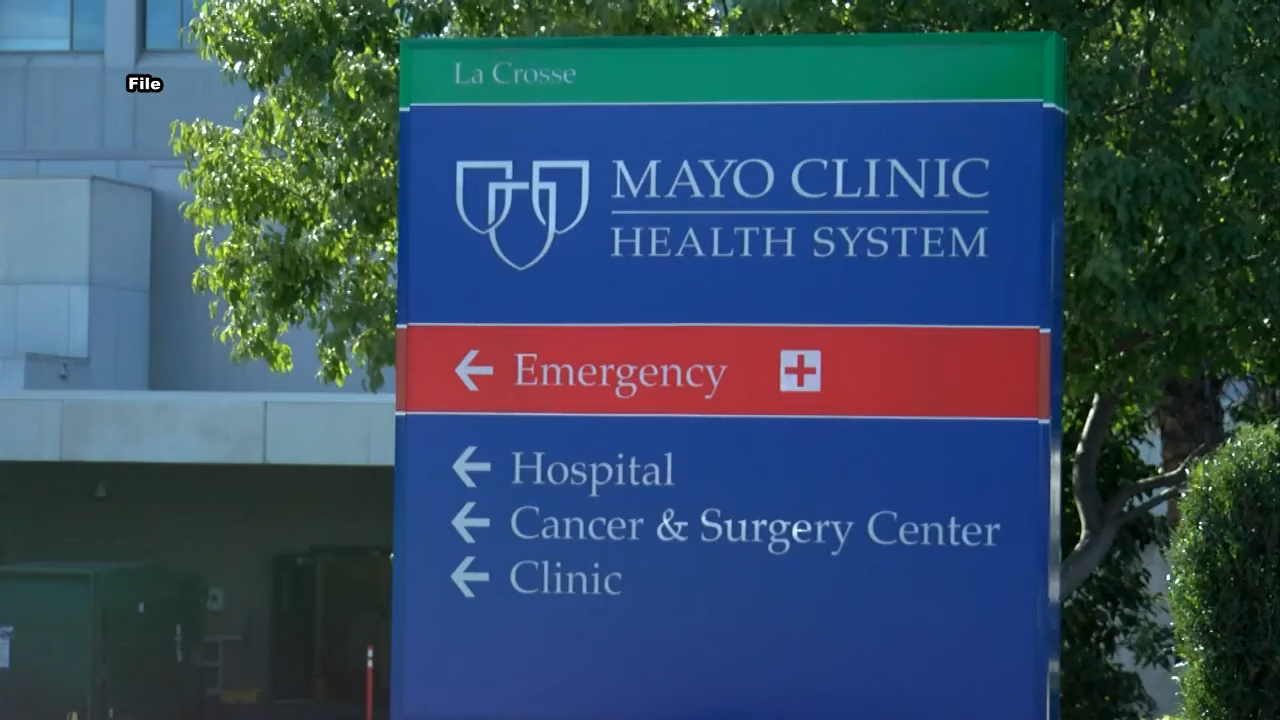 File
La Crosse
MAYO CLINIC
HEALTH SYSTEM
Emergency
Hospital
Cancer & Surgery Center
Clinic